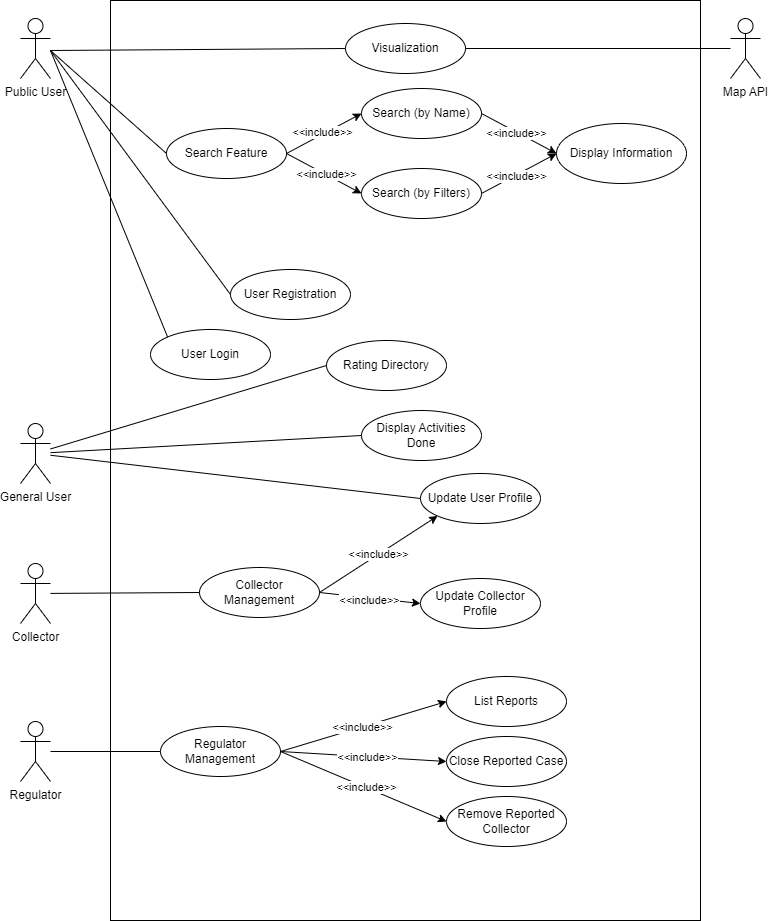 Visualization
Public User
Map API
Search (by Name)
<<include>>
<<include>>
Search Feature
Display Information
<<include>>
<<include>>
Search (by Filters)
User Registration
User Login
Rating Directory
Display Activities
Done
General User
Update User Profile
<<include>>
Collector
Management
<<include>>
Update Collector
Profile
Collector
List Reports
<<include>>
Regulator
Management
<<include>>
Close Reported Case
<<include>>
Regulator
Remove Reported
Collector